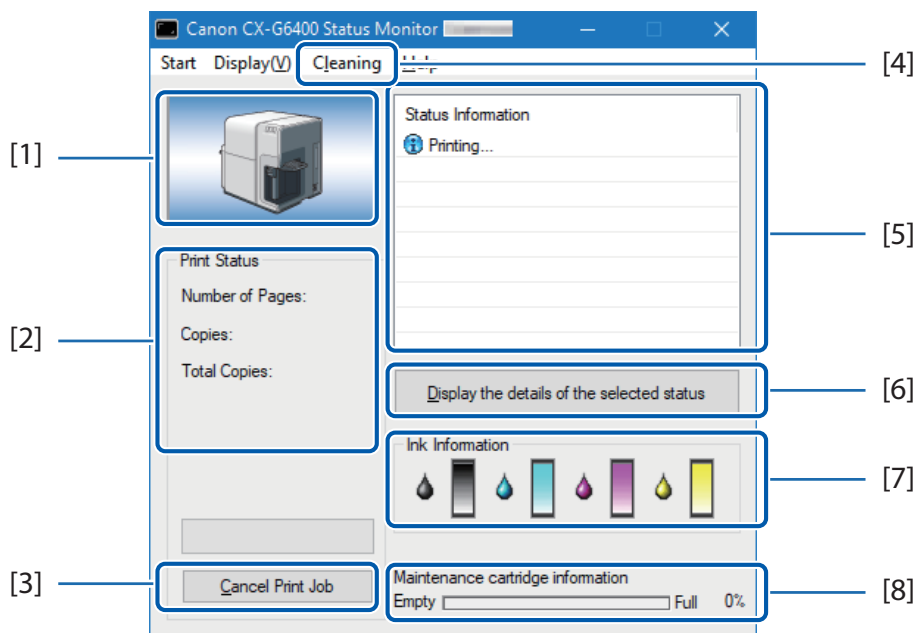 Canon CX-G6400 Status Monitor
Start Display(V) Cleaning Help
[4]
[1]
Status Information
Printing...
[5]
Print Status
Number of Pages:
[2]
Copies:
Total Copies:
Display the details of the selected status
[6]
Ink Information
[7]
[3]
Cancel Print Job
Maintenance cartridge information
Empty Full 0%
[8]